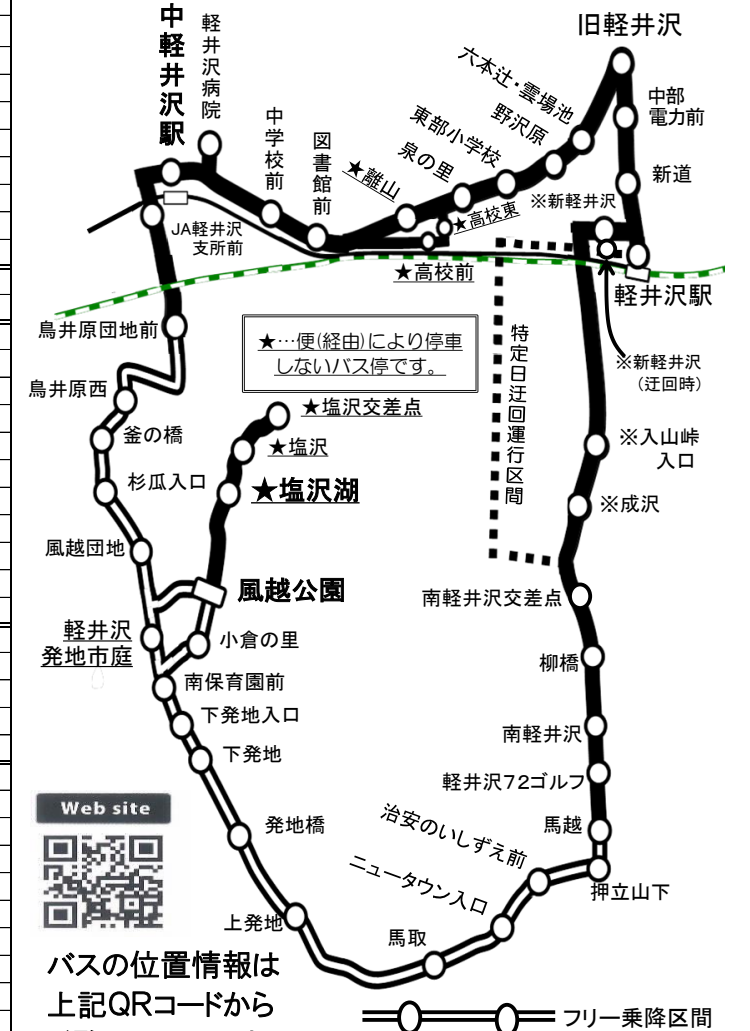 旧軽井沢
中軽井沢駅
軽井沢病院
中学校前
図書館前
★離山
泉の里
東部小学校
野沢原
六本辻・雲場池
中部
電力前
新道
※新軽井沢
★高校東
JA軽井沢
支所前
★高校前
軽井沢駅
鳥井原団地前
★…便(経由)により停車
しないバス停です。
特定日迂回運行区間
※新軽井沢
(迂回時)
鳥井原西
★塩沢交差点
釜の橋
★塩沢
※入山峠
入口
杉瓜入口
★塩沢湖
※成沢
風越団地
風越公園
南軽井沢交差点
軽井沢
発地市庭
小倉の里
柳橋
南保育園前
下発地入口
南軽井沢
下発地
軽井沢72ゴルフ
Web site
発地橋
治安のいしずえ前
馬越
ニュータウン入口
押立山下
上発地
馬取
バスの位置情報は
上記QRコードから
フリー乗降区間